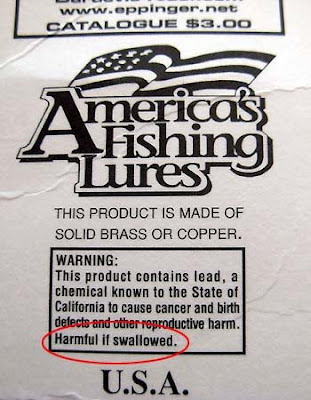 www.eppinger.net
CATALOGUE $3.00
America's
Fishing
Lures
THIS PRODUCT IS MADE OF
SOLID BRASS OR COPPER.
WARNING:
This product contains lead, a
chemical known to the State of
California to cause cancer and birth
defects and other reproductive harm.
Harmful if swallowed.
U.S.A.